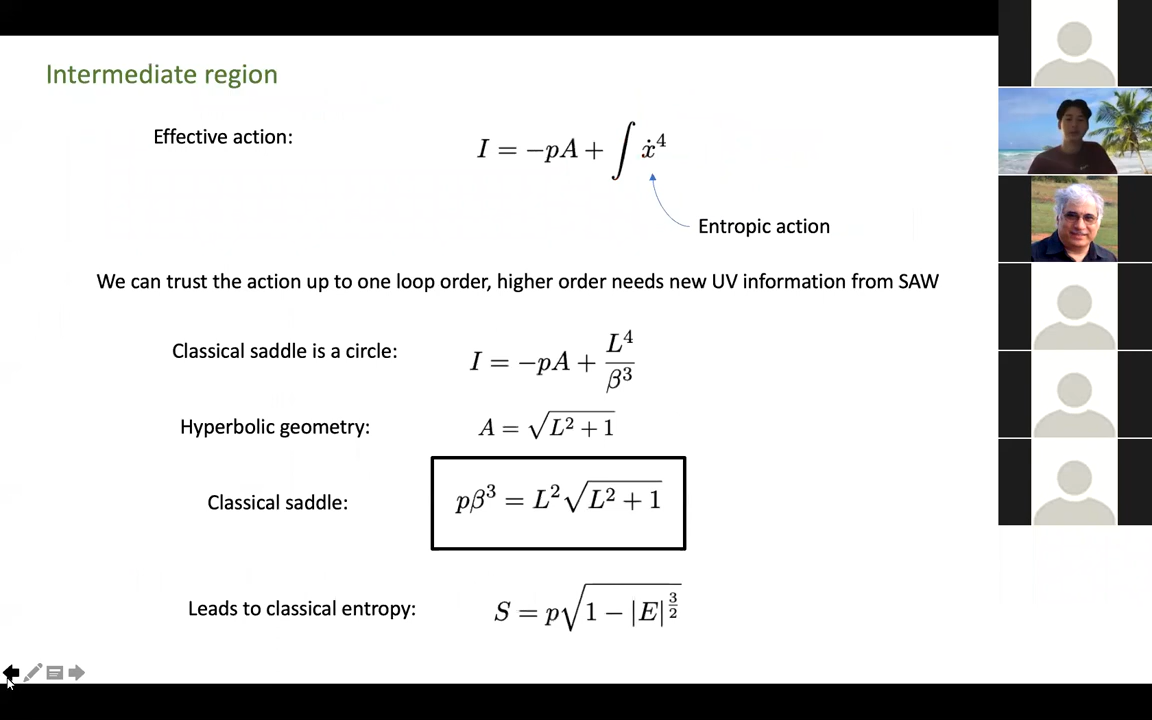 Intermediate region
Effective action:
I = −pA + ∫ ẋ⁴
Entropic action
We can trust the action up to one loop order, higher order needs new UV information from SAW
Classical saddle is a circle:
I = −pA + L⁴/β³
Hyperbolic geometry:
A = √(L² + 1)
Classical saddle:
pβ³ = L²√(L² + 1)
Leads to classical entropy:
S = p√(1 − |E|^(3/2))